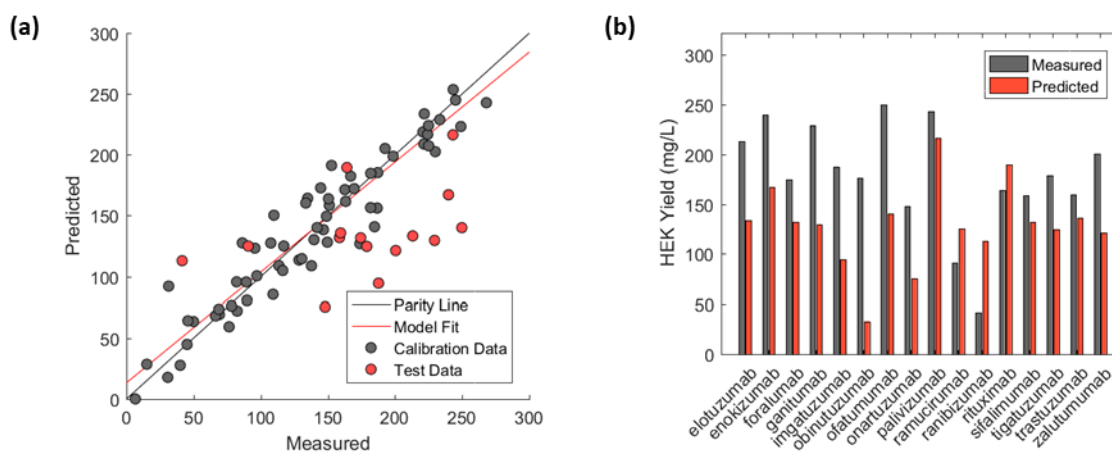 (a)
300
250
200
150
100
50
0
Predicted
0 50 100 150 200 250 300
Measured
Parity Line
Model Fit
Calibration Data
Test Data
(b)
300
250
200
150
100
50
0
HEK Yield (mg/L)
Measured
Predicted
elotuzumab
enokizumab
foralumab
ganitumab
imgatuzumab
obinutuzumab
ofatumumab
onartuzumab
palivizumab
ramucirumab
ranibizumab
rituximab
sifalimumab
tigatuzumab
trastuzumab
zalutumumab